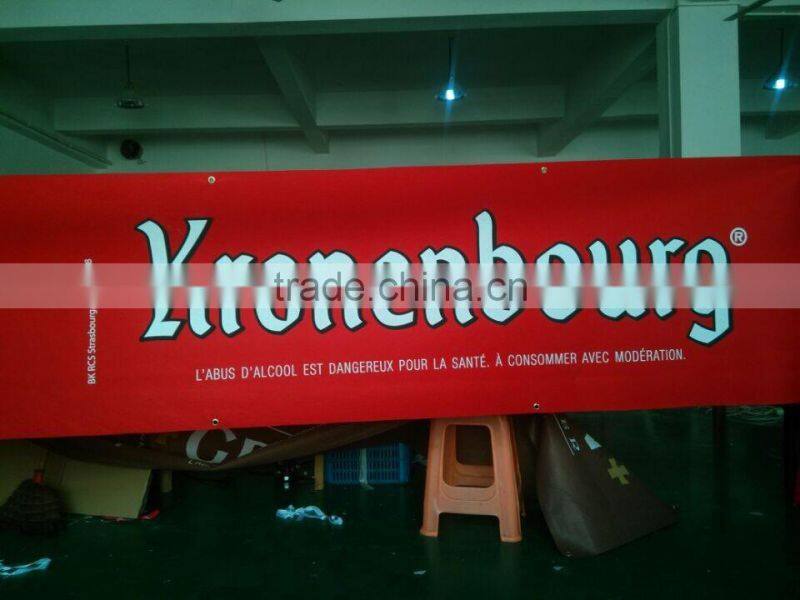 Kronenbourg®
trade.china.cn
L'ABUS D'ALCOOL EST DANGEREUX POUR LA SANTÉ. À CONSOMMER AVEC MODÉRATION.
BK RCS Strasbourg